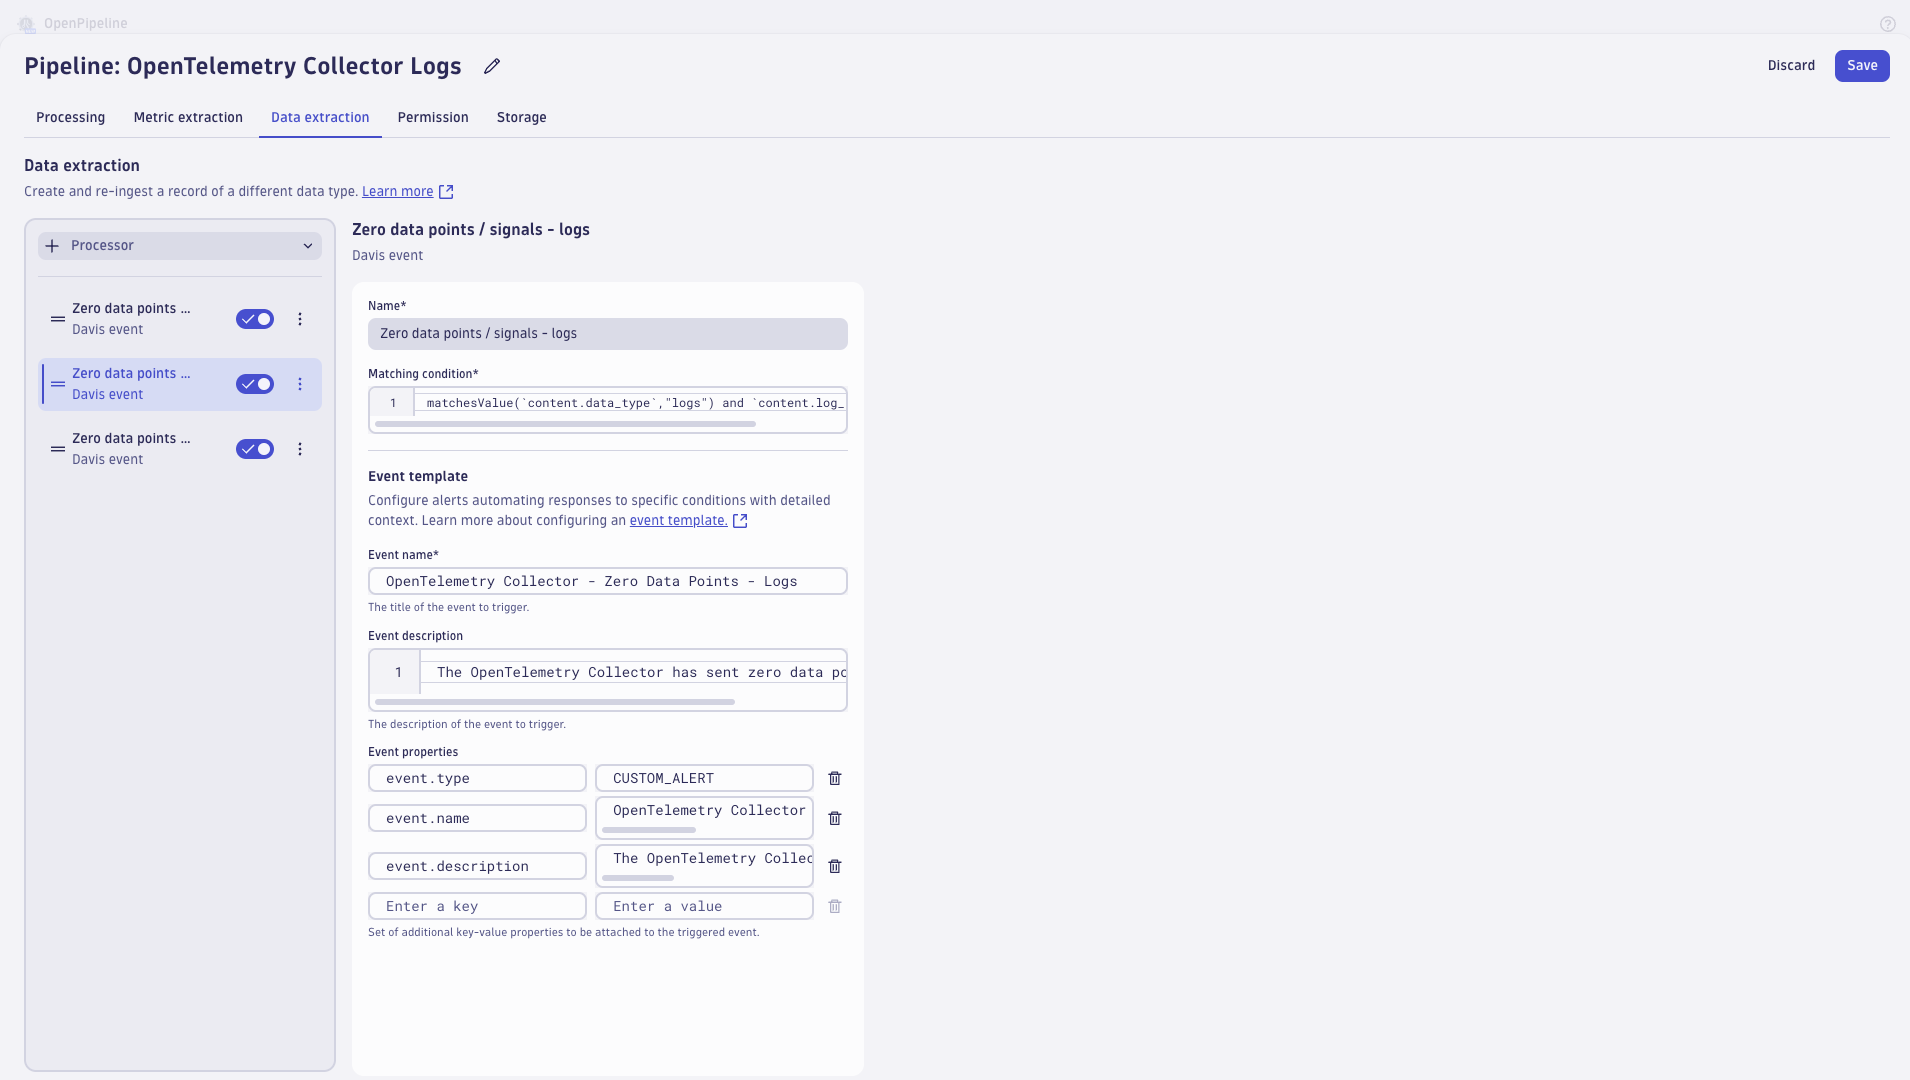 OpenPipeline
Pipeline: OpenTelemetry Collector Logs
Discard
Save
Processing
Metric extraction
Data extraction
Permission
Storage
Data extraction
Create and re-ingest a record of a different data type. Learn more
Processor
Zero data points ...
Davis event
Zero data points ...
Davis event
Zero data points ...
Davis event
Zero data points / signals - logs
Davis event
Name*
Zero data points / signals - logs
Matching condition*
1
matchesValue(`content.data_type`,"logs") and `content.log_
Event template
Configure alerts automating responses to specific conditions with detailed
context. Learn more about configuring an event template.
Event name*
OpenTelemetry Collector - Zero Data Points - Logs
The title of the event to trigger.
Event description
1
The OpenTelemetry Collector has sent zero data po
The description of the event to trigger.
Event properties
event.type
CUSTOM_ALERT
event.name
OpenTelemetry Collector
event.description
The OpenTelemetry Collec
Enter a key
Enter a value
Set of additional key-value properties to be attached to the triggered event.